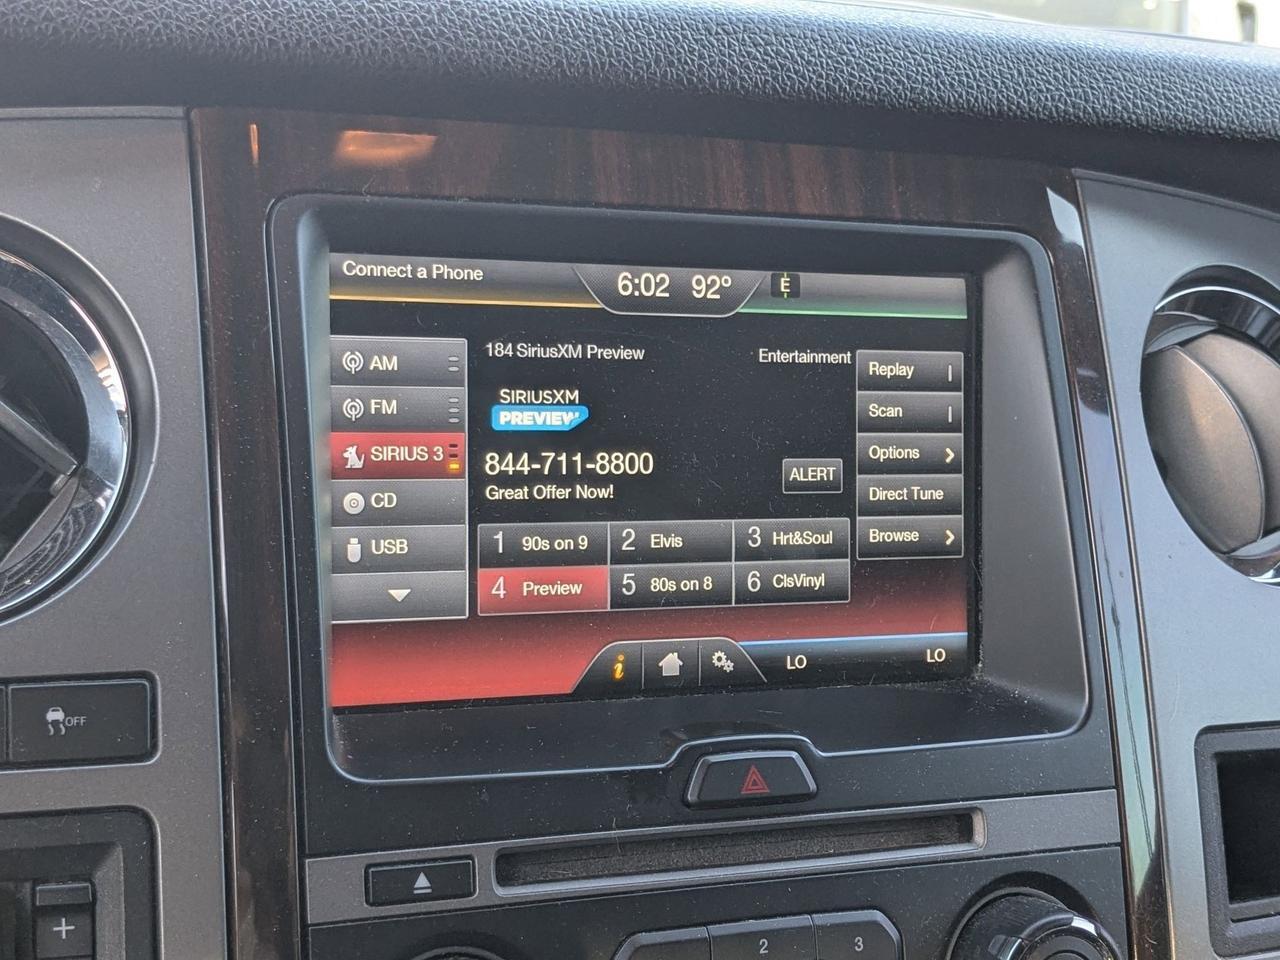 Connect a Phone
6:02 92° E
184 SiriusXM Preview
Entertainment
SIRIUSXM
PREVIEW
844-711-8800
Great Offer Now!
ALERT
AM
FM
SIRIUS 3
CD
USB
1 90s on 9
2 Elvis
3 Hrt&Soul
4 Preview
5 80s on 8
6 ClsVinyl
Replay
Scan
Options
Direct Tune
Browse
i
LO
LO
OFF
+
2
3